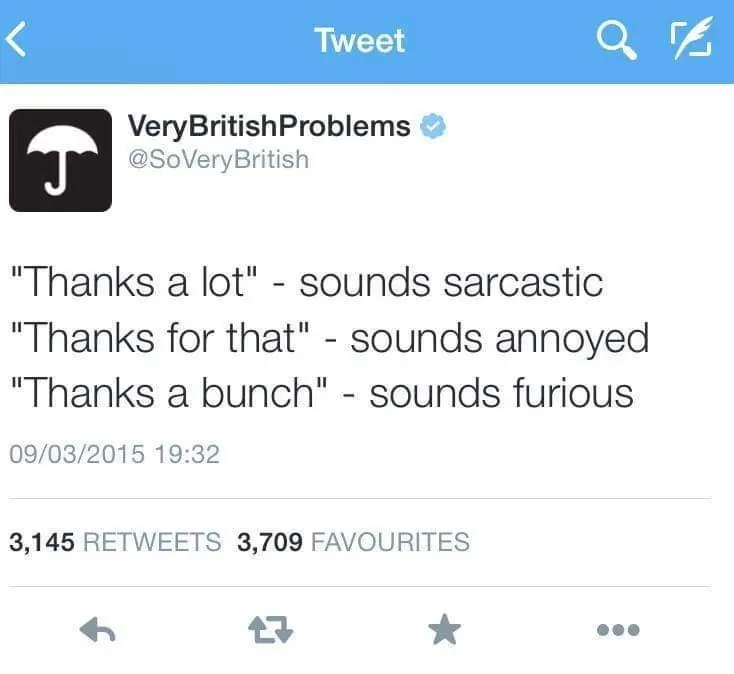 Tweet
VeryBritishProblems
@SoVeryBritish
"Thanks a lot" - sounds sarcastic
"Thanks for that" - sounds annoyed
"Thanks a bunch" - sounds furious
09/03/2015 19:32
3,145 RETWEETS 3,709 FAVOURITES